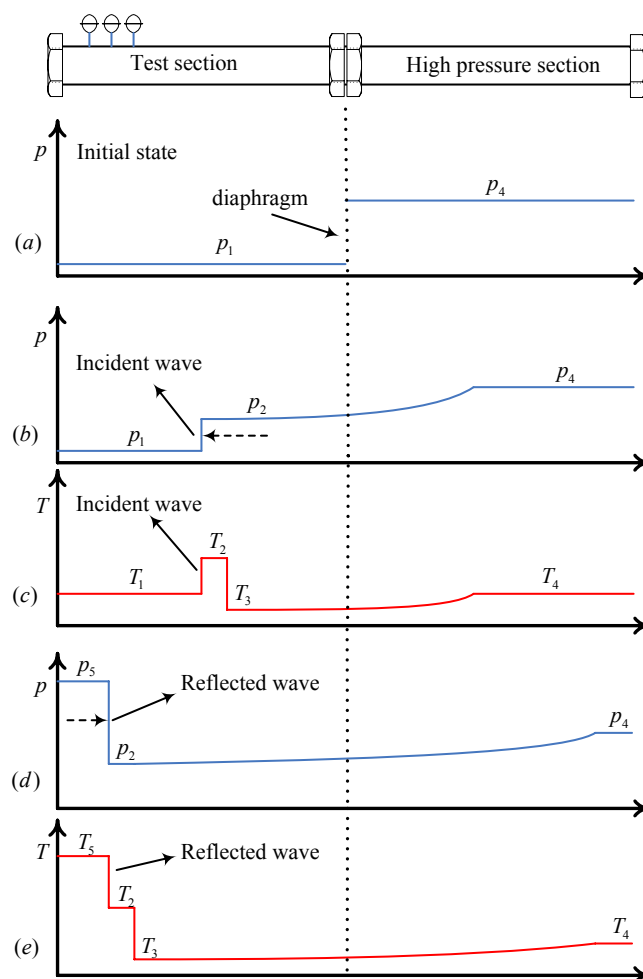 Test section
High pressure section
p
Initial state
diaphragm
p4
p1
(a)
p
Incident wave
p4
p2
p1
(b)
T
Incident wave
T2
T1
T3
T4
(c)
p5
p
Reflected wave
p4
p2
(d)
T
T5
Reflected wave
T2
T4
T3
(e)